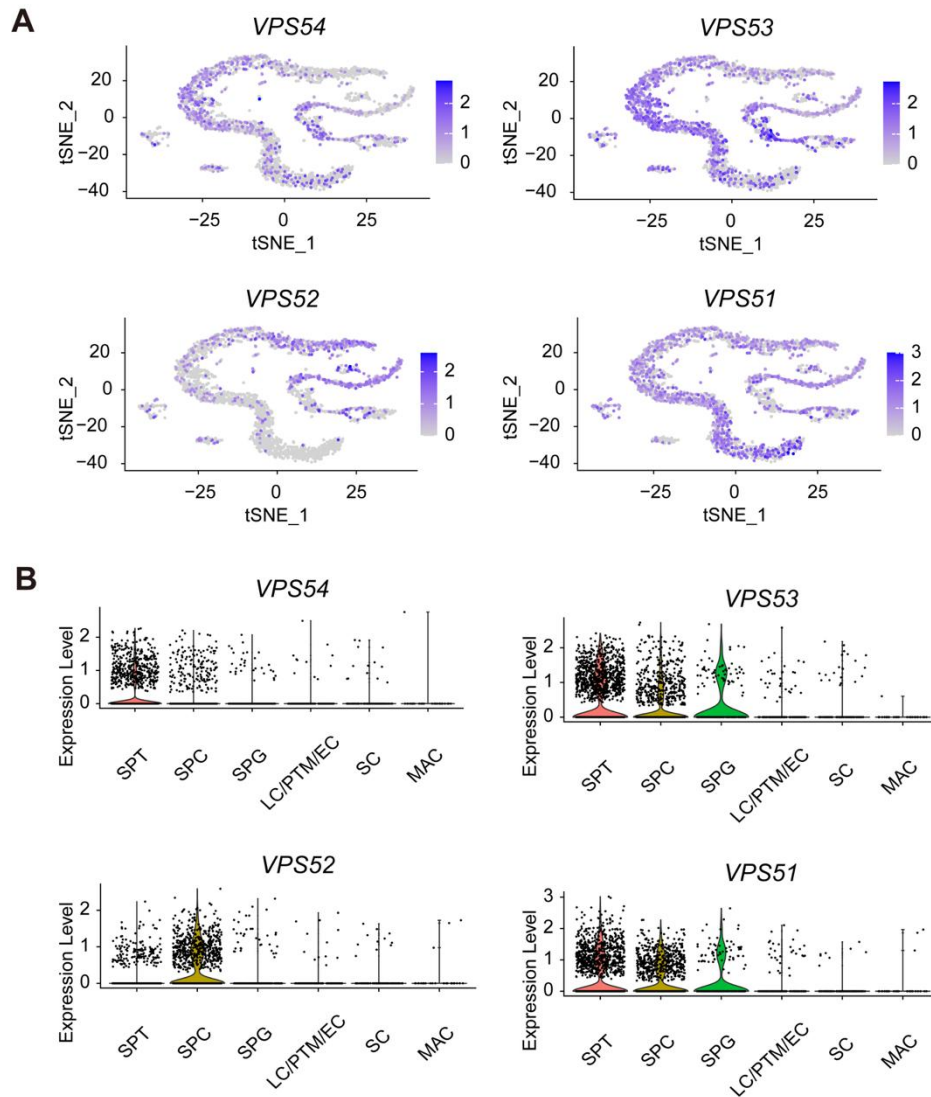 A
VPS54
20
0
−20
−40
tSNE_2
−25
0
25
tSNE_1
2
1
0
VPS53
20
0
−20
−40
tSNE_2
−25
0
25
tSNE_1
2
1
0
VPS52
20
0
−20
−40
tSNE_2
−25
0
25
tSNE_1
2
1
0
VPS51
20
0
−20
−40
tSNE_2
−25
0
25
tSNE_1
3
2
1
0
B
VPS54
Expression Level
2
1
0
SPT
SPC
SPG
LC/PTM/EC
SC
MAC
VPS53
Expression Level
2
1
0
SPT
SPC
SPG
LC/PTM/EC
SC
MAC
VPS52
Expression Level
2
1
0
SPT
SPC
SPG
LC/PTM/EC
SC
MAC
VPS51
Expression Level
3
2
1
0
SPT
SPC
SPG
LC/PTM/EC
SC
MAC